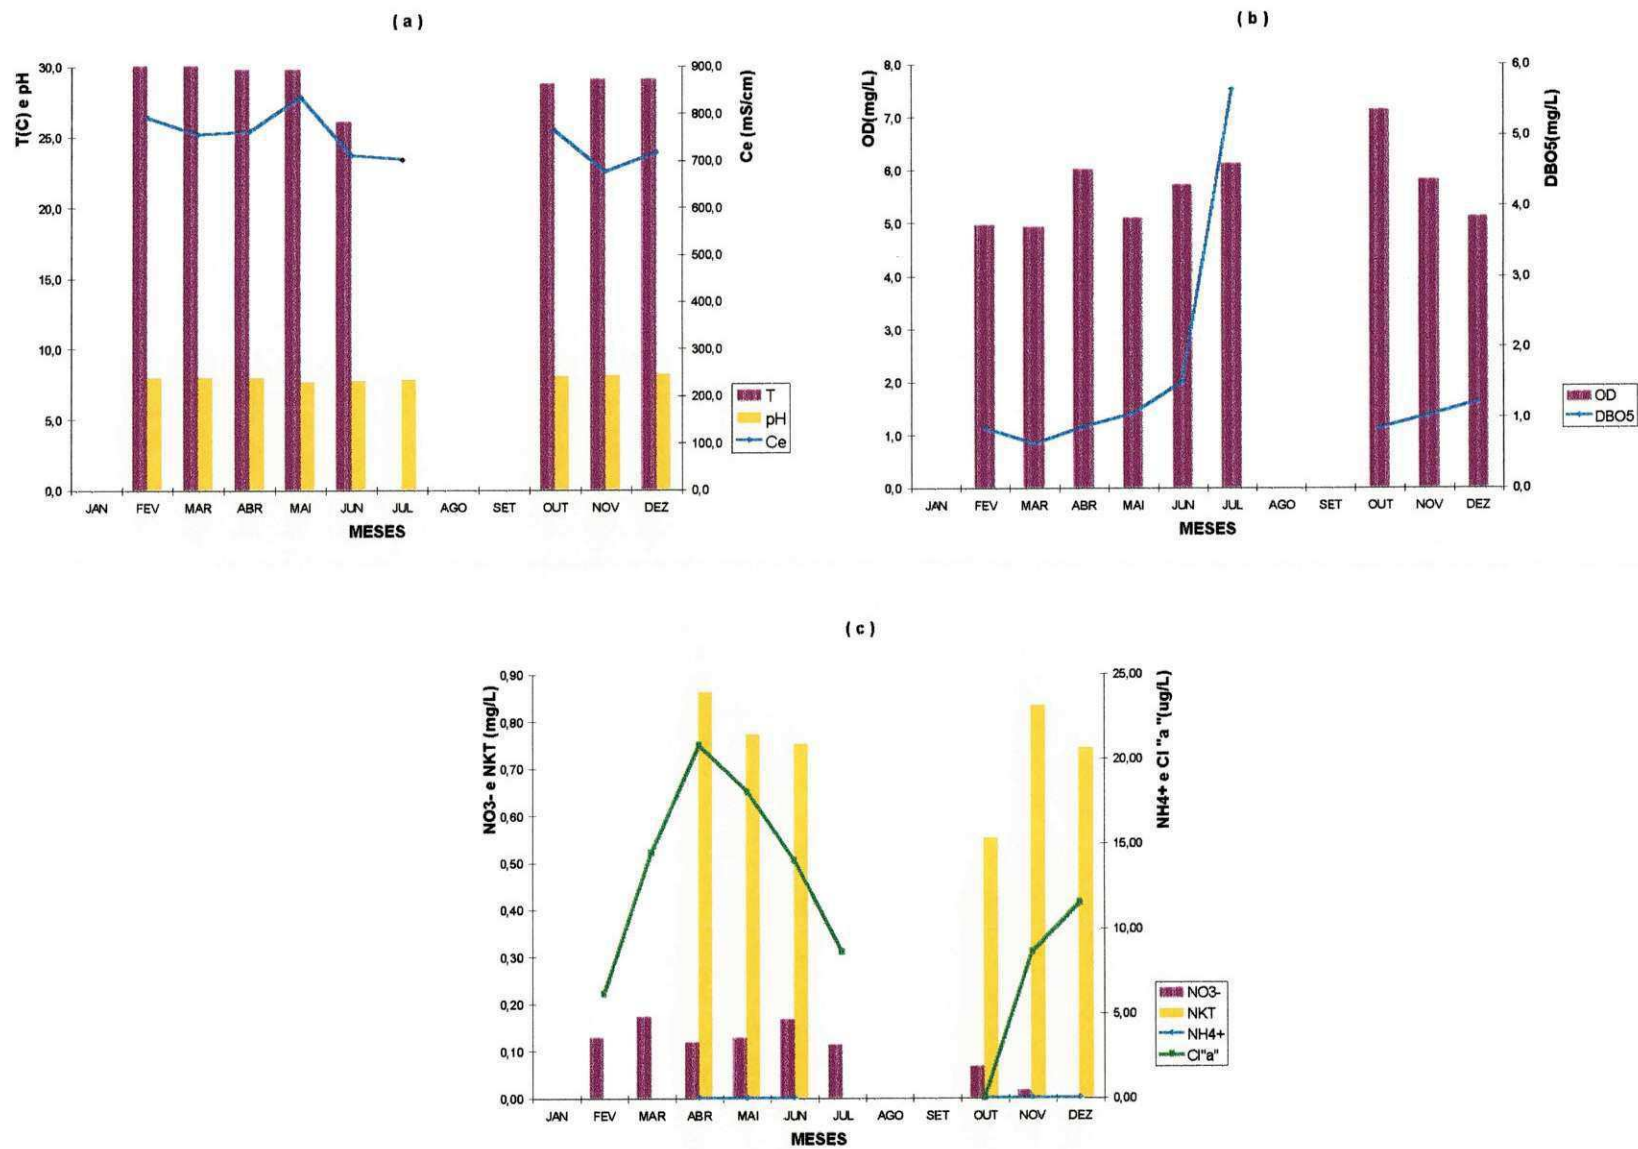 ( a )
T(C) e pH
30,0
25,0
20,0
15,0
10,0
5,0
0,0
900,0
800,0
700,0
600,0
500,0
400,0
300,0
200,0
100,0
0,0
Ce (mS/cm)
JAN FEV MAR ABR MAI JUN JUL AGO SET OUT NOV DEZ
MESES
T
pH
Ce
( b )
OD(mg/L)
8,0
7,0
6,0
5,0
4,0
3,0
2,0
1,0
0,0
6,0
5,0
4,0
3,0
2,0
1,0
0,0
DBO5(mg/L)
JAN FEV MAR ABR MAI JUN JUL AGO SET OUT NOV DEZ
MESES
OD
DBO5
( c )
NO3- e NKT (mg/L)
0,90
0,80
0,70
0,60
0,50
0,40
0,30
0,20
0,10
0,00
25,00
20,00
15,00
10,00
5,00
0,00
NH4+ e Cl "a "(ug/L)
JAN FEV MAR ABR MAI JUN JUL AGO SET OUT NOV DEZ
MESES
NO3-
NKT
NH4+
Cl"a"